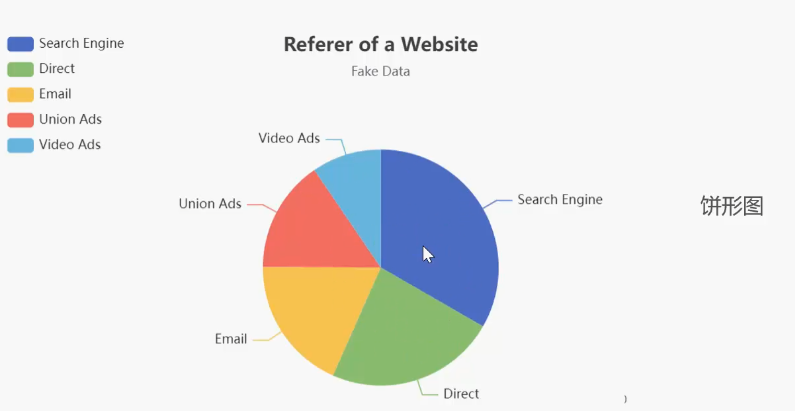 Referer of a Website
Fake Data
Search Engine
Direct
Email
Union Ads
Video Ads
Video Ads
Union Ads
Search Engine
Email
Direct
饼形图
)